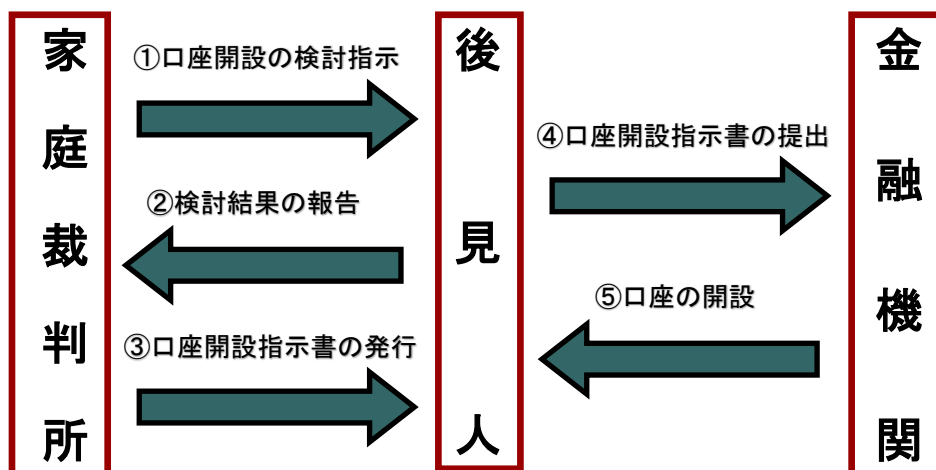 家庭裁判所
①口座開設の検討指示
②検討結果の報告
③口座開設指示書の発行
後見人
④口座開設指示書の提出
⑤口座の開設
金融機関